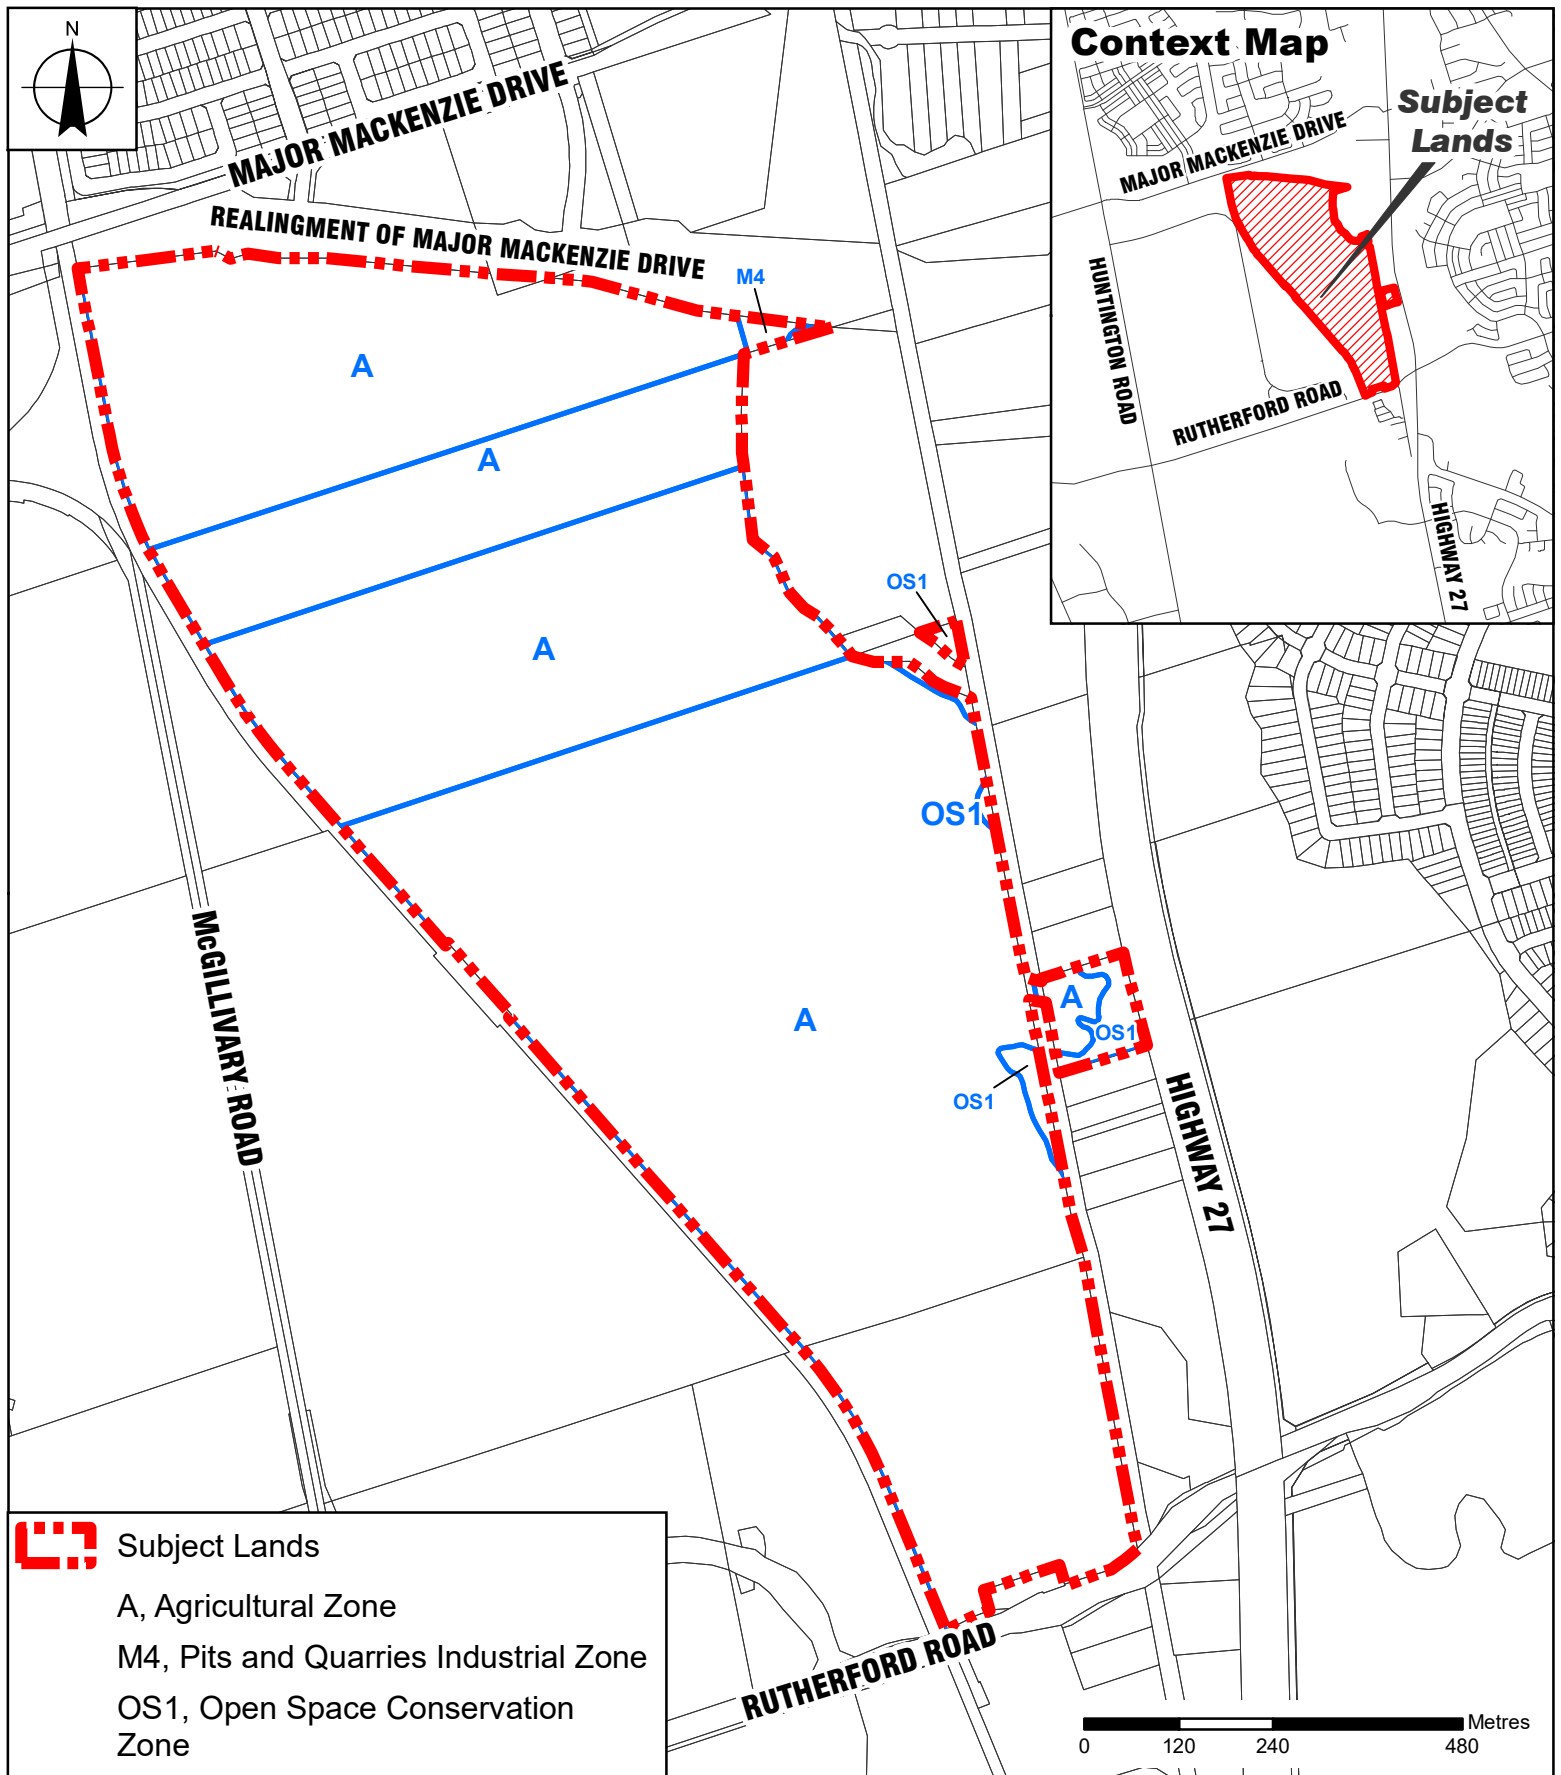 N
MAJOR MACKENZIE DRIVE
REALINGMENT OF MAJOR MACKENZIE DRIVE
M4
A
A
A
OS1
OS1
A
A
OS1
OS1
McGILLIVARY ROAD
HIGHWAY 27
RUTHERFORD ROAD
Context Map
Subject
Lands
MAJOR MACKENZIE DRIVE
HUNTINGTON ROAD
RUTHERFORD ROAD
HIGHWAY 27
Subject Lands
A, Agricultural Zone
M4, Pits and Quarries Industrial Zone
OS1, Open Space Conservation
Zone
Metres
0 120 240 480